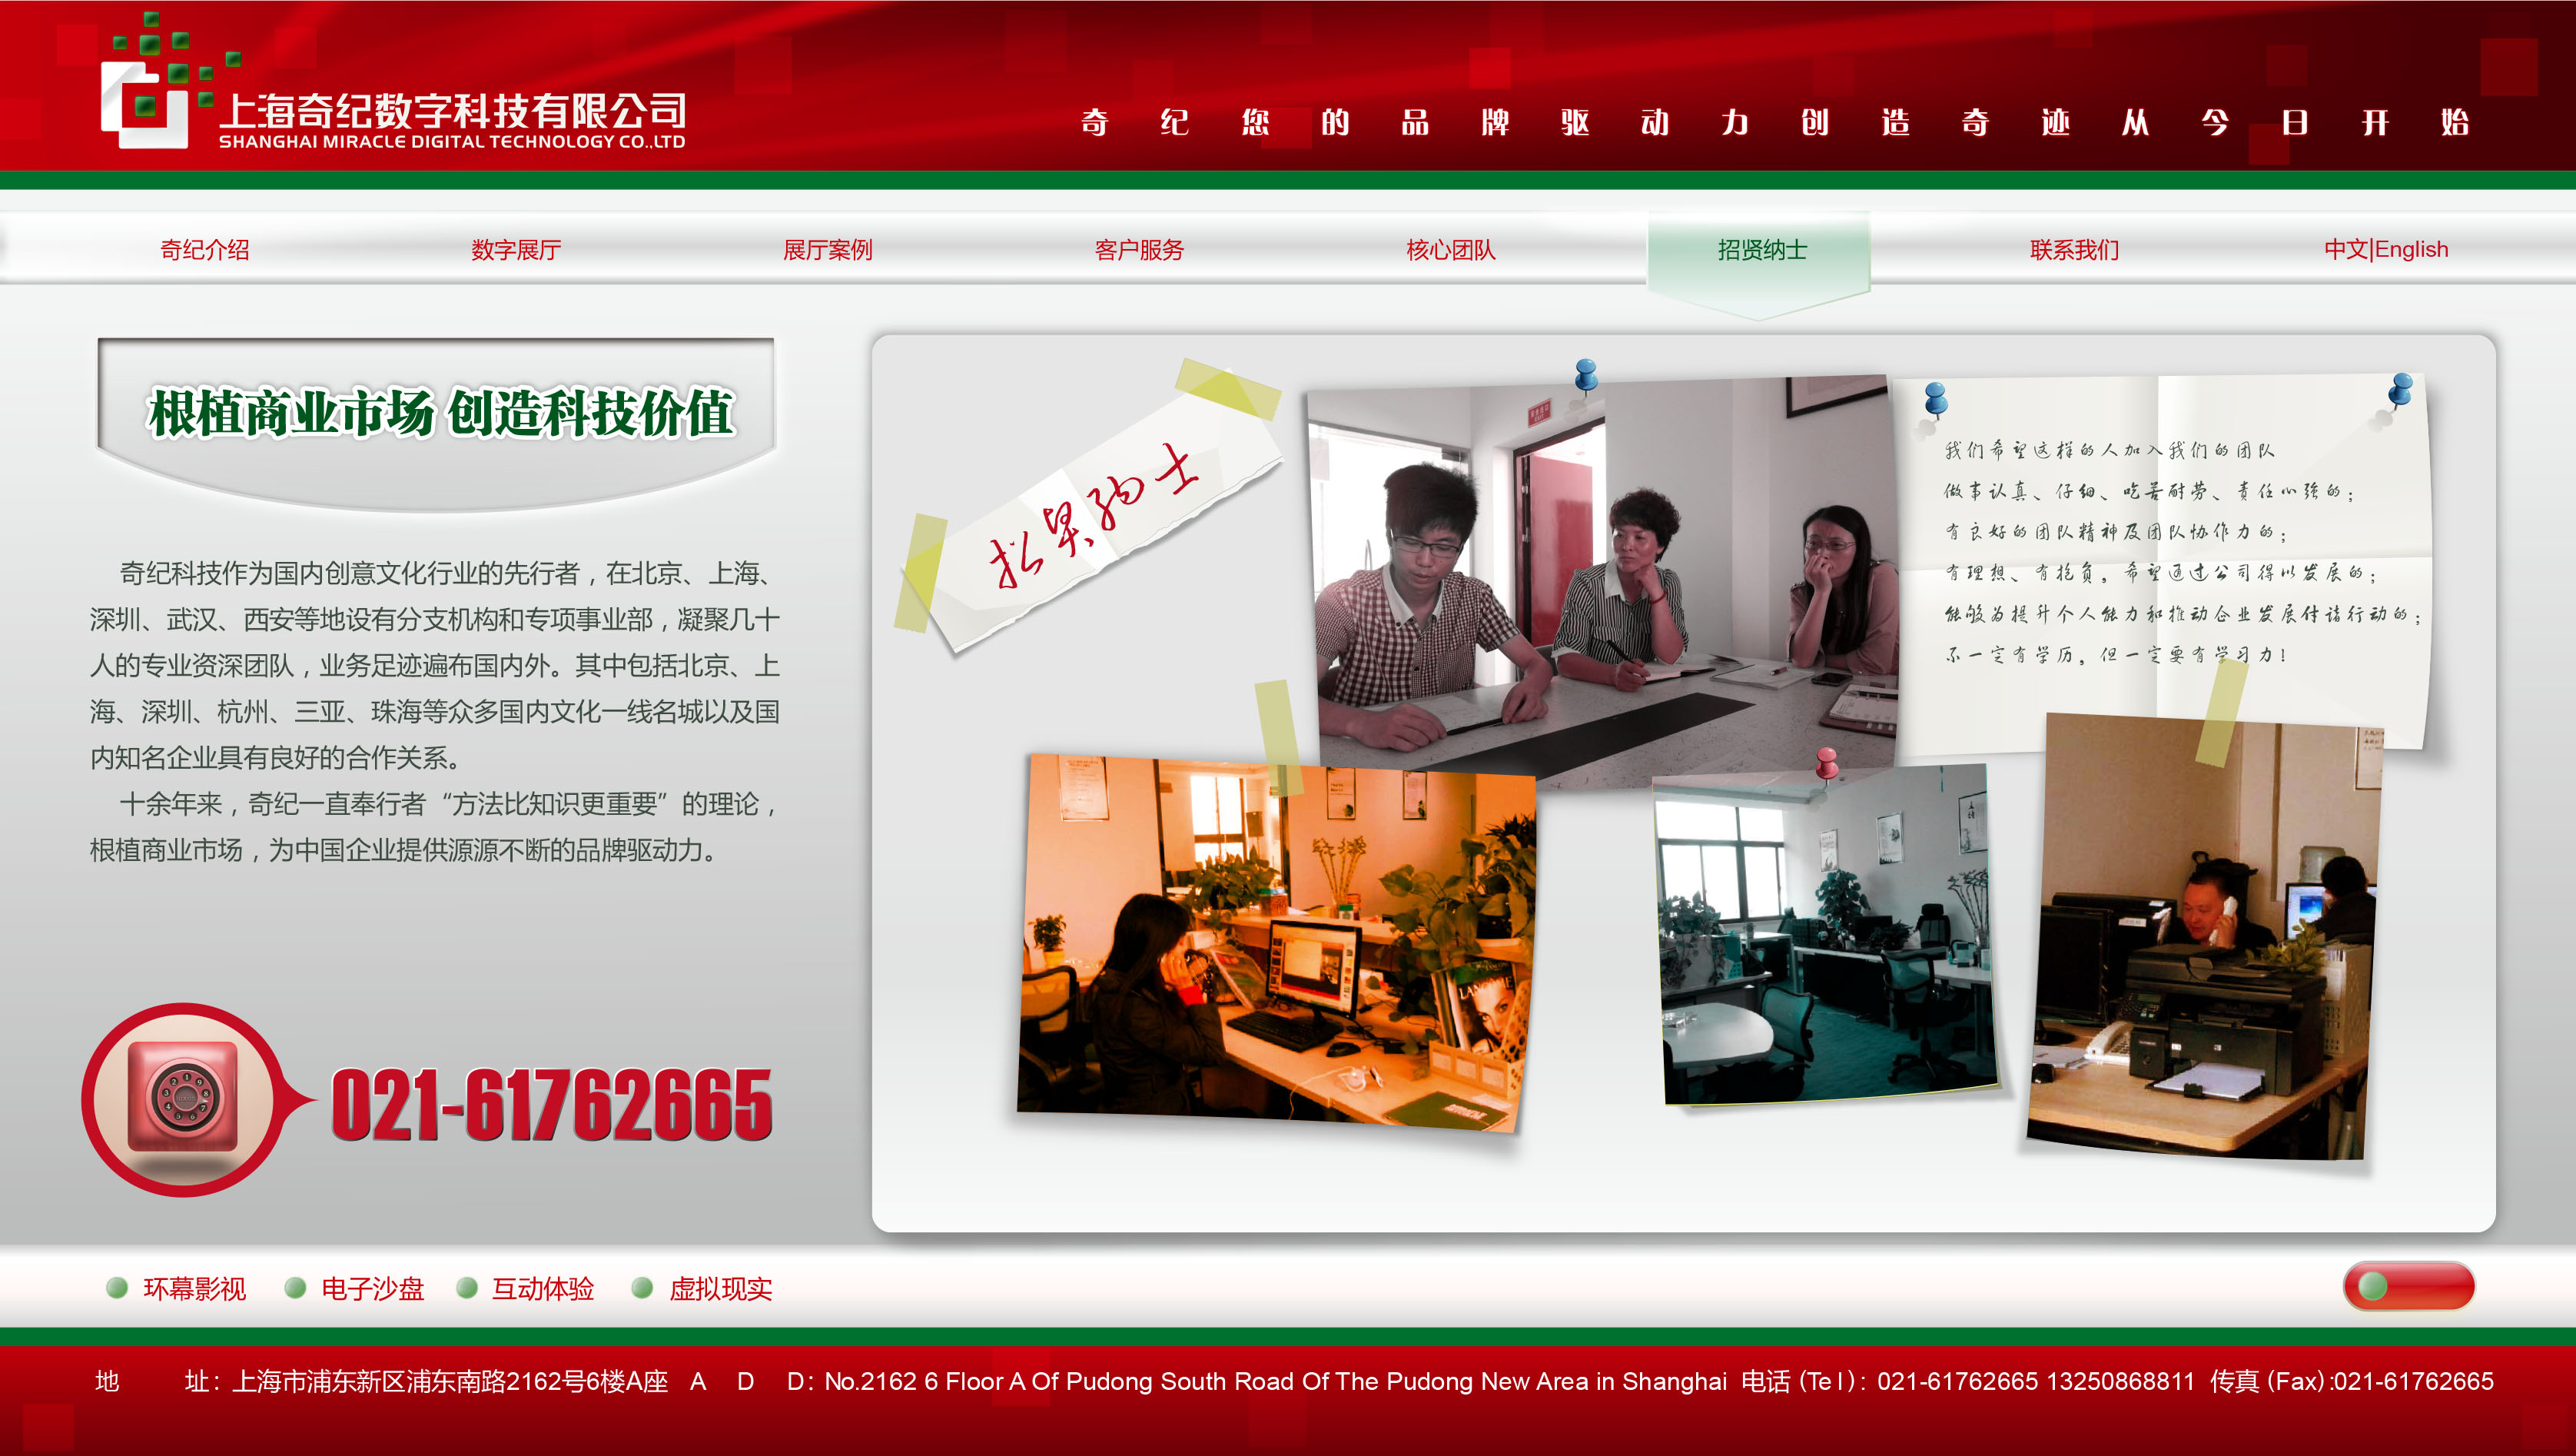 上海奇纪数字科技有限公司
SHANGHAI MIRACLE DIGITAL TECHNOLOGY CO.,LTD
奇纪您的品牌驱动力创造奇迹从今日开始
奇纪介绍 数字展厅 展厅案例 客户服务 核心团队 招贤纳士 联系我们 中文|English
根植商业市场 创造科技价值
奇纪科技作为国内创意文化行业的先行者，在北京、上海、
深圳、武汉、西安等地设有分支机构和专项事业部，凝聚几十
人的专业资深团队，业务足迹遍布国内外。其中包括北京、上
海、深圳、杭州、三亚、珠海等众多国内文化一线名城以及国
内知名企业具有良好的合作关系。
十余年来，奇纪一直奉行者“方法比知识更重要”的理论，
根植商业市场，为中国企业提供源源不断的品牌驱动力。
021-61762665
招贤纳士
我们希望这样的人加入我们的团队
做事认真、仔细、吃苦耐劳、责任心强的；
有良好的团队精神及团队协作力的；
有理想、有抱负，希望通过公司得以发展的；
能够为提升个人能力和推动企业发展付诸行动的；
不一定有学历，但一定要有学习力！
LANCOME
环幕影视 电子沙盘 互动体验 虚拟现实
地 址：上海市浦东新区浦东南路2162号6楼A座 A D D：No.2162 6 Floor A Of Pudong South Road Of The Pudong New Area in Shanghai 电话（Tel）：021-61762665 13250868811 传真（Fax）:021-61762665